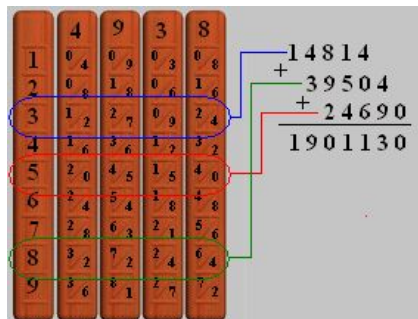 4 9 3 8
1 0/4 0/9 0/3 0/8
2 0/8 1/8 0/6 1/6
3 1/2 2/7 0/9 2/4
4 1/6 3/6 1/2 3/2
5 2/0 4/5 1/5 4/0
6 2/4 5/4 1/8 4/8
7 2/8 6/3 2/1 5/6
8 3/2 7/2 2/4 6/4
9 3/6 8/1 2/7 7/2
14814
+ 39504
+ 24690
1901130